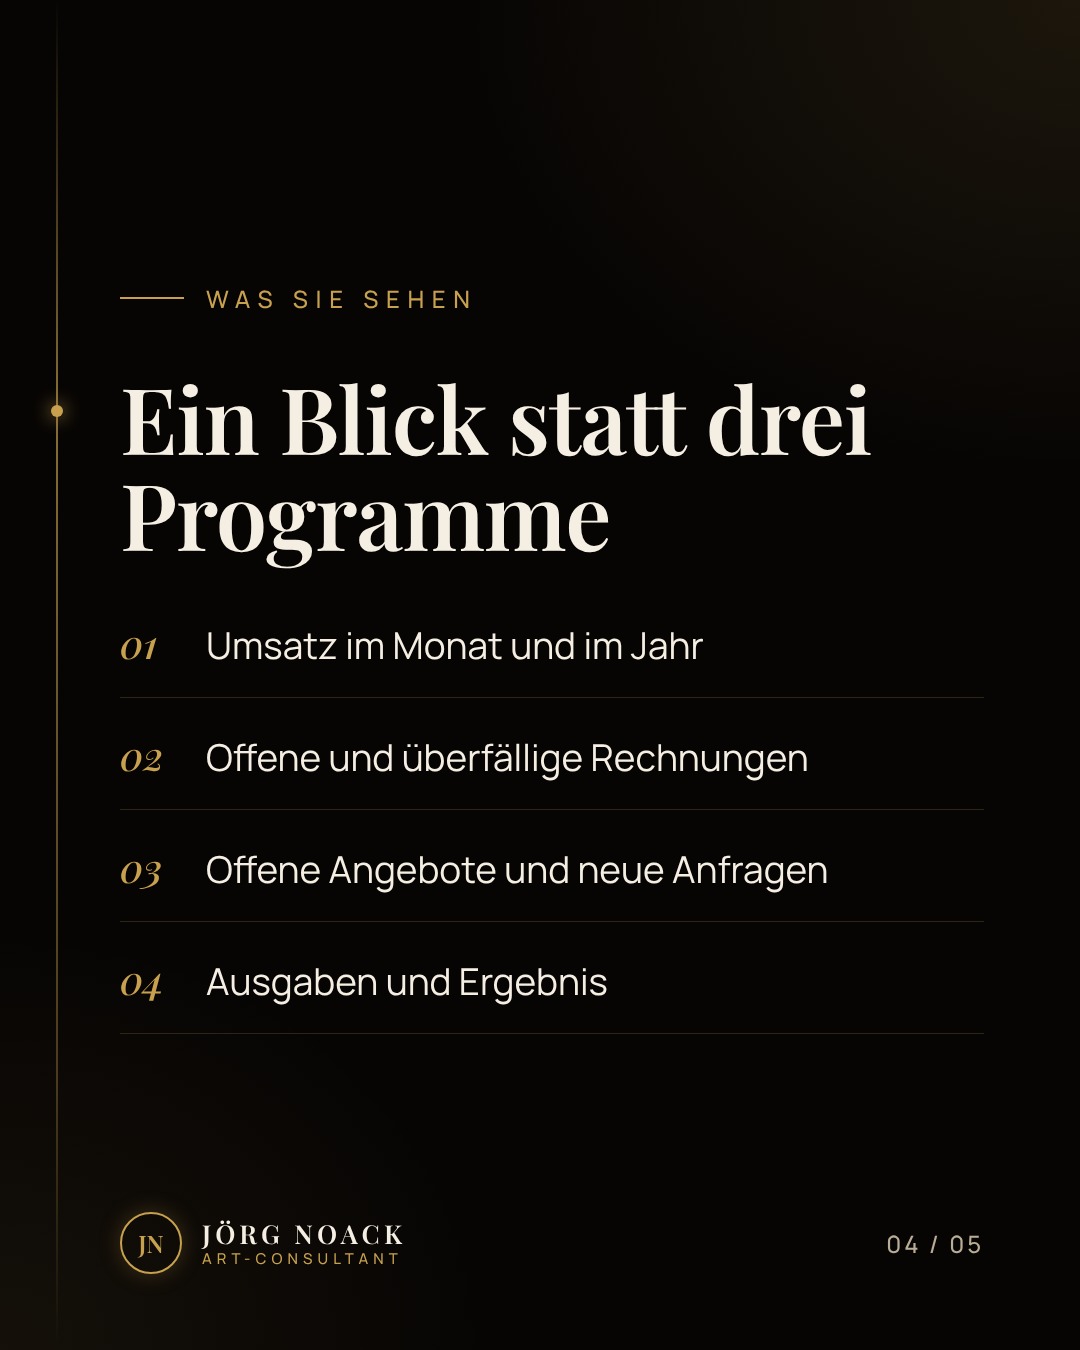 WAS SIE SEHEN
Ein Blick statt drei
Programme
01 Umsatz im Monat und im Jahr
02 Offene und überfällige Rechnungen
03 Offene Angebote und neue Anfragen
04 Ausgaben und Ergebnis
JN
JÖRG NOACK
ART-CONSULTANT
04 / 05